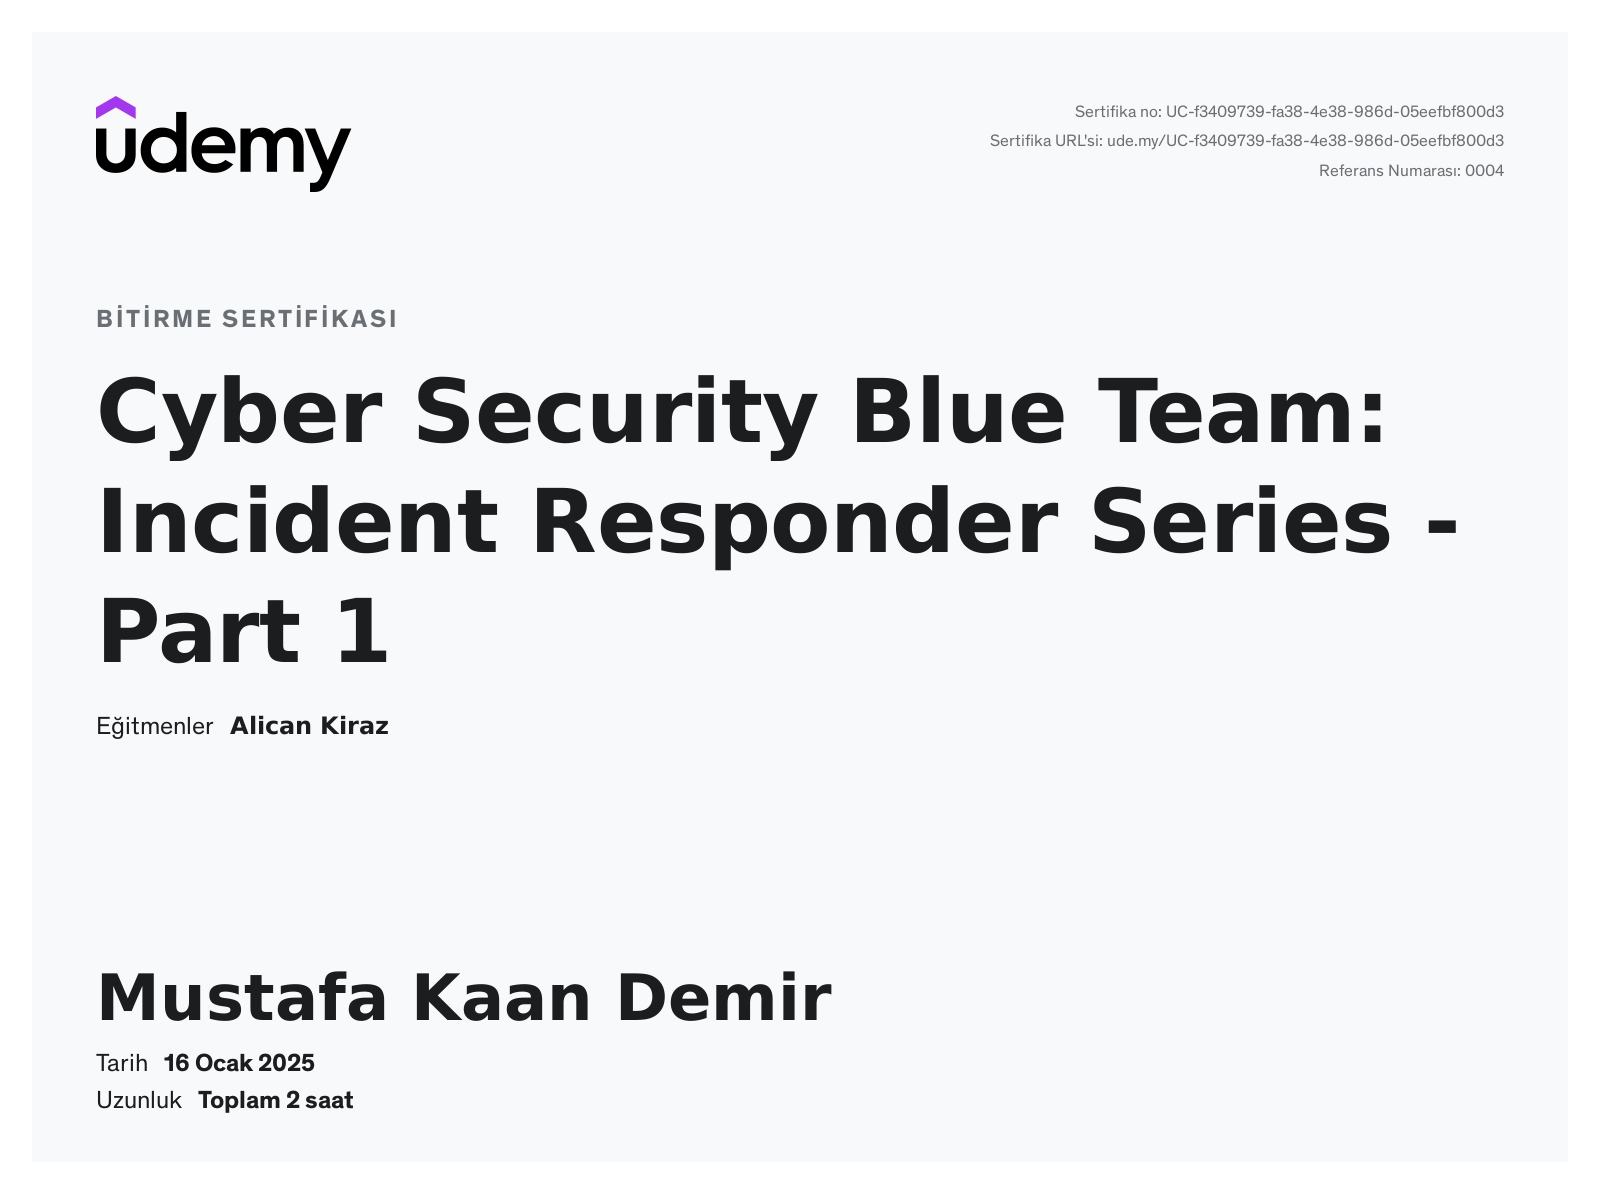 udemy
Sertifika no: UC-f3409739-fa38-4e38-986d-05eefbf800d3
Sertifika URL'si: ude.my/UC-f3409739-fa38-4e38-986d-05eefbf800d3
Referans Numarası: 0004
BİTİRME SERTİFİKASI
Cyber Security Blue Team:
Incident Responder Series -
Part 1
Eğitmenler Alican Kiraz
Mustafa Kaan Demir
Tarih 16 Ocak 2025
Uzunluk Toplam 2 saat